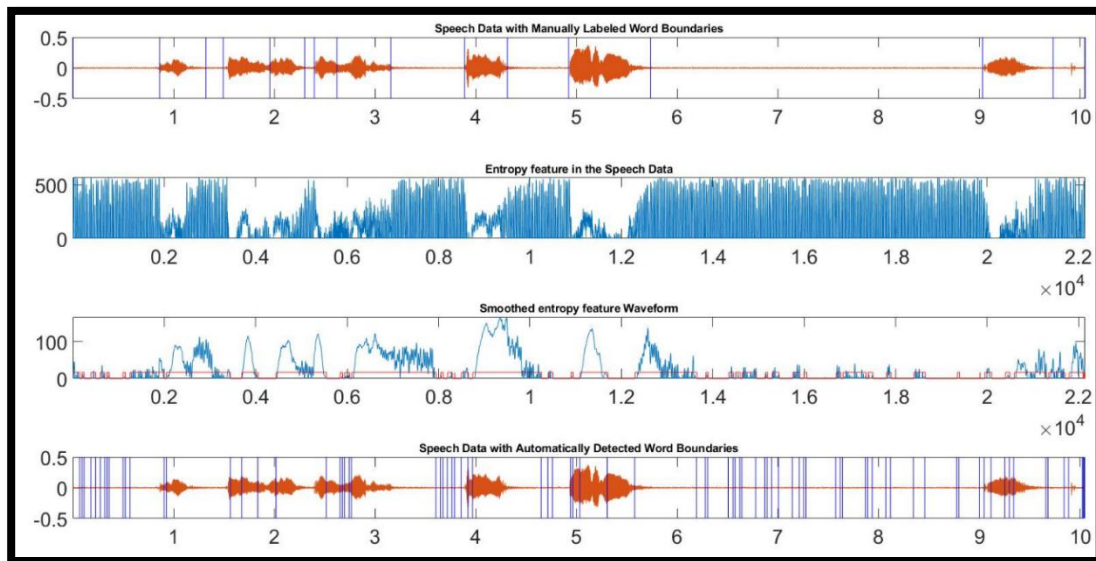 Speech Data with Manually Labeled Word Boundaries
0.5
0
-0.5
1 2 3 4 5 6 7 8 9 10
Entropy feature in the Speech Data
500
0
0.2 0.4 0.6 0.8 1 1.2 1.4 1.6 1.8 2 2.2
×10⁴
Smoothed entropy feature Waveform
100
0
0.2 0.4 0.6 0.8 1 1.2 1.4 1.6 1.8 2 2.2
×10⁴
Speech Data with Automatically Detected Word Boundaries
0.5
0
-0.5
1 2 3 4 5 6 7 8 9 10